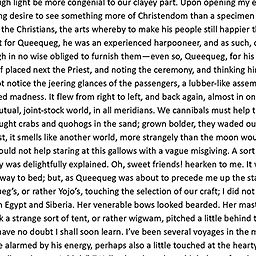 gh light be more congenial to our clayey part. Upon opening my e
ng desire to see something more of Christendom than a specimen
the Christians, the arts whereby to make his people still happier t
t for Queequeg, he was an experienced harpooneer, and as such,
h in no wise obliged to furnish them—even so, Queequeg, for his
f placed next the Priest, and noting the ceremony, and thinking hi
ot notice the jeering glances of the passengers, a lubber-like assem
ed madness. It flew from right to left, and back again, almost in on
utual, joint-stock world, in all meridians. We cannibals must help t
ught crabs and quohogs in the sand; grown bolder, they waded ou
st, it smells like another world, more strangely than the moon wou
ould not help staring at this gallows with a vague misgiving. A sort
y was delightfully explained. Oh, sweet friends! hearken to me. It
way to bed; but, as Queequeg was about to precede me up the sta
eg's, or rather Yojo's, touching the selection of our craft; I did not
n Egypt and Siberia. Her venerable bows looked bearded. Her mast
k a strange sort of tent, or rather wigwam, pitched a little behind t
have no doubt I shall soon learn. I've been several voyages in the m
e alarmed by his energy, perhaps also a little touched at the hearty